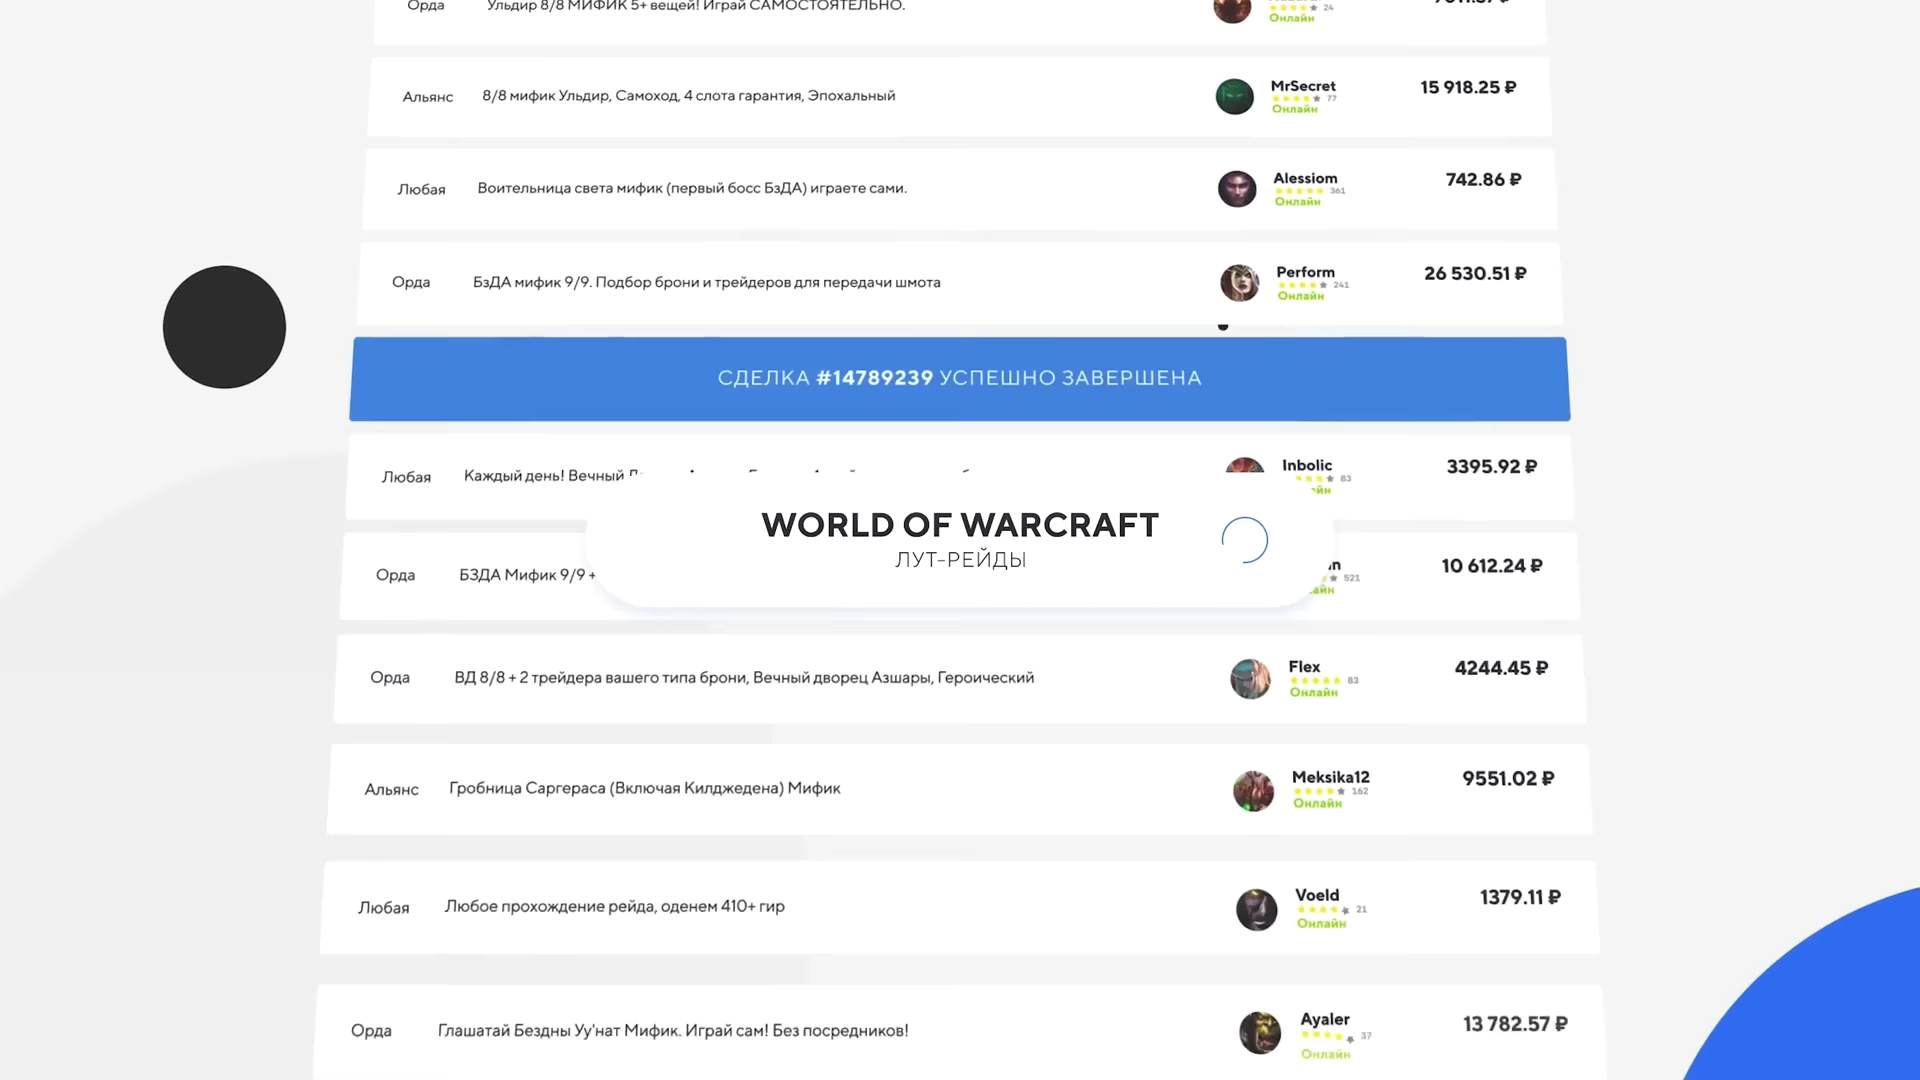 Орда Ульдир 8/8 МИФИК 5+ вещей! Играй САМОСТОЯТЕЛЬНО. 24
Онлайн
Альянс 8/8 мифик Ульдир, Самоход, 4 слота гарантия, Эпохальный MrSecret 15 918.25 ₽
77
Онлайн
Любая Воительница света мифик (первый босс БзДА) играете сами. Alessiom 742.86 ₽
361
Онлайн
Орда БзДА мифик 9/9. Подбор брони и трейдеров для передачи шмота Perform 26 530.51 ₽
241
Онлайн
СДЕЛКА #14789239 УСПЕШНО ЗАВЕРШЕНА
Любая Каждый день! Вечный Inbolic 3395.92 ₽
83
WORLD OF WARCRAFT
ЛУТ-РЕЙДЫ
Орда БЗДА Мифик 9/9 + 10 612.24 ₽
521
Орда ВД 8/8 + 2 трейдера вашего типа брони, Вечный дворец Азшары, Героический Flex 4244.45 ₽
83
Онлайн
Альянс Гробница Саргераса (Включая Килджедена) Мифик Meksika12 9551.02 ₽
162
Онлайн
Любая Любое прохождение рейда, оденем 410+ гир Voeld 1379.11 ₽
21
Онлайн
Орда Глашатай Бездны Уу'нат Мифик. Играй сам! Без посредников! Ayaler 13 782.57 ₽
37
Онлайн